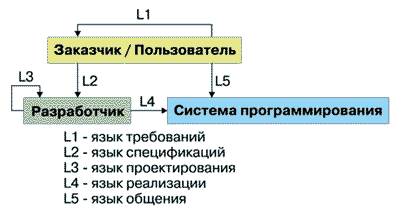 L1
Заказчик / Пользователь
L3
L2
L5
Разработчик
L4
Система программирования
L1 - язык требований
L2 - язык спецификаций
L3 - язык проектирования
L4 - язык реализации
L5 - язык общения